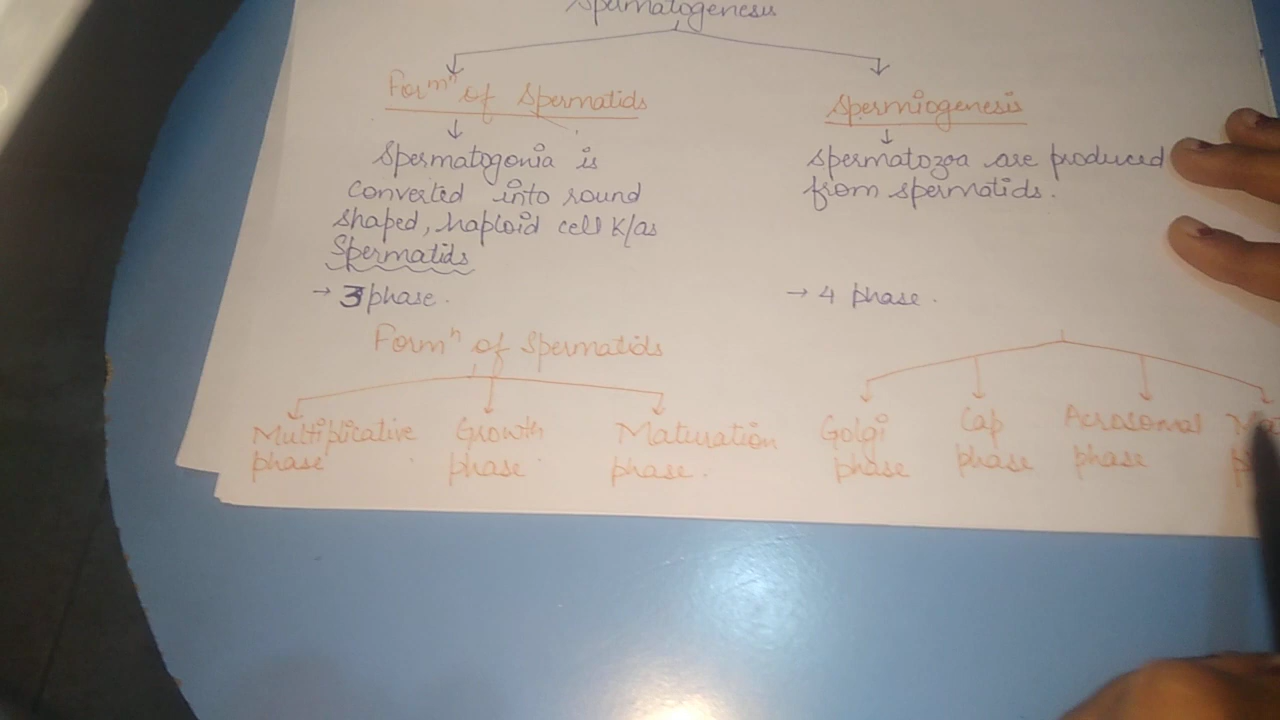 Spermatogenesis
Formⁿ of Spermatids
Spermiogenesis
Spermatogonia is
converted into round
shaped, haploid cell k/as
Spermatids
→ 3 phase.
Spermatozoa are produced
from spermatids.
→ 4 phase.
Formⁿ of Spermatids
Multiplicative
phase
Growth
phase
Maturation
phase.
Golgi
phase
Cap
phase
Acrosomal
phase